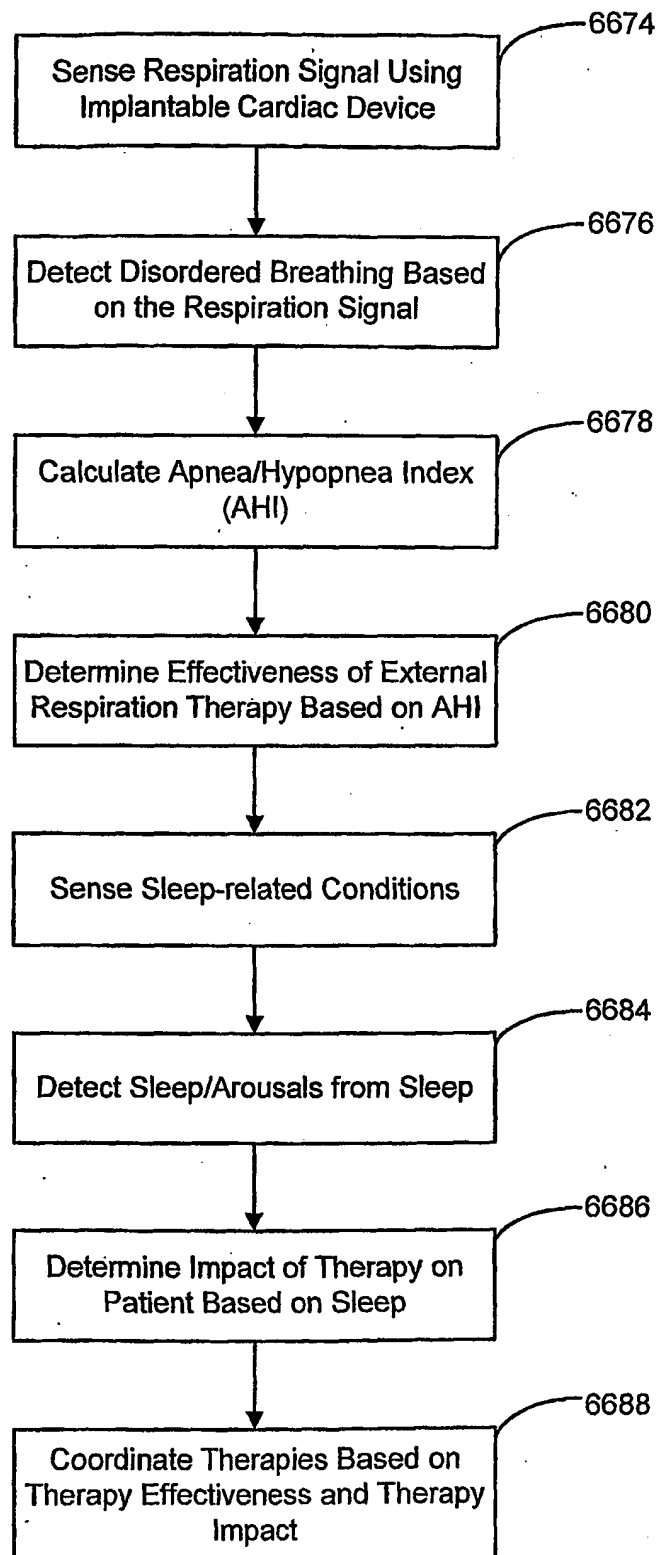 6674
Sense Respiration Signal Using
Implantable Cardiac Device
6676
Detect Disordered Breathing Based
on the Respiration Signal
6678
Calculate Apnea/Hypopnea Index
(AHI)
6680
Determine Effectiveness of External
Respiration Therapy Based on AHI
6682
Sense Sleep-related Conditions
6684
Detect Sleep/Arousals from Sleep
6686
Determine Impact of Therapy on
Patient Based on Sleep
6688
Coordinate Therapies Based on
Therapy Effectiveness and Therapy
Impact